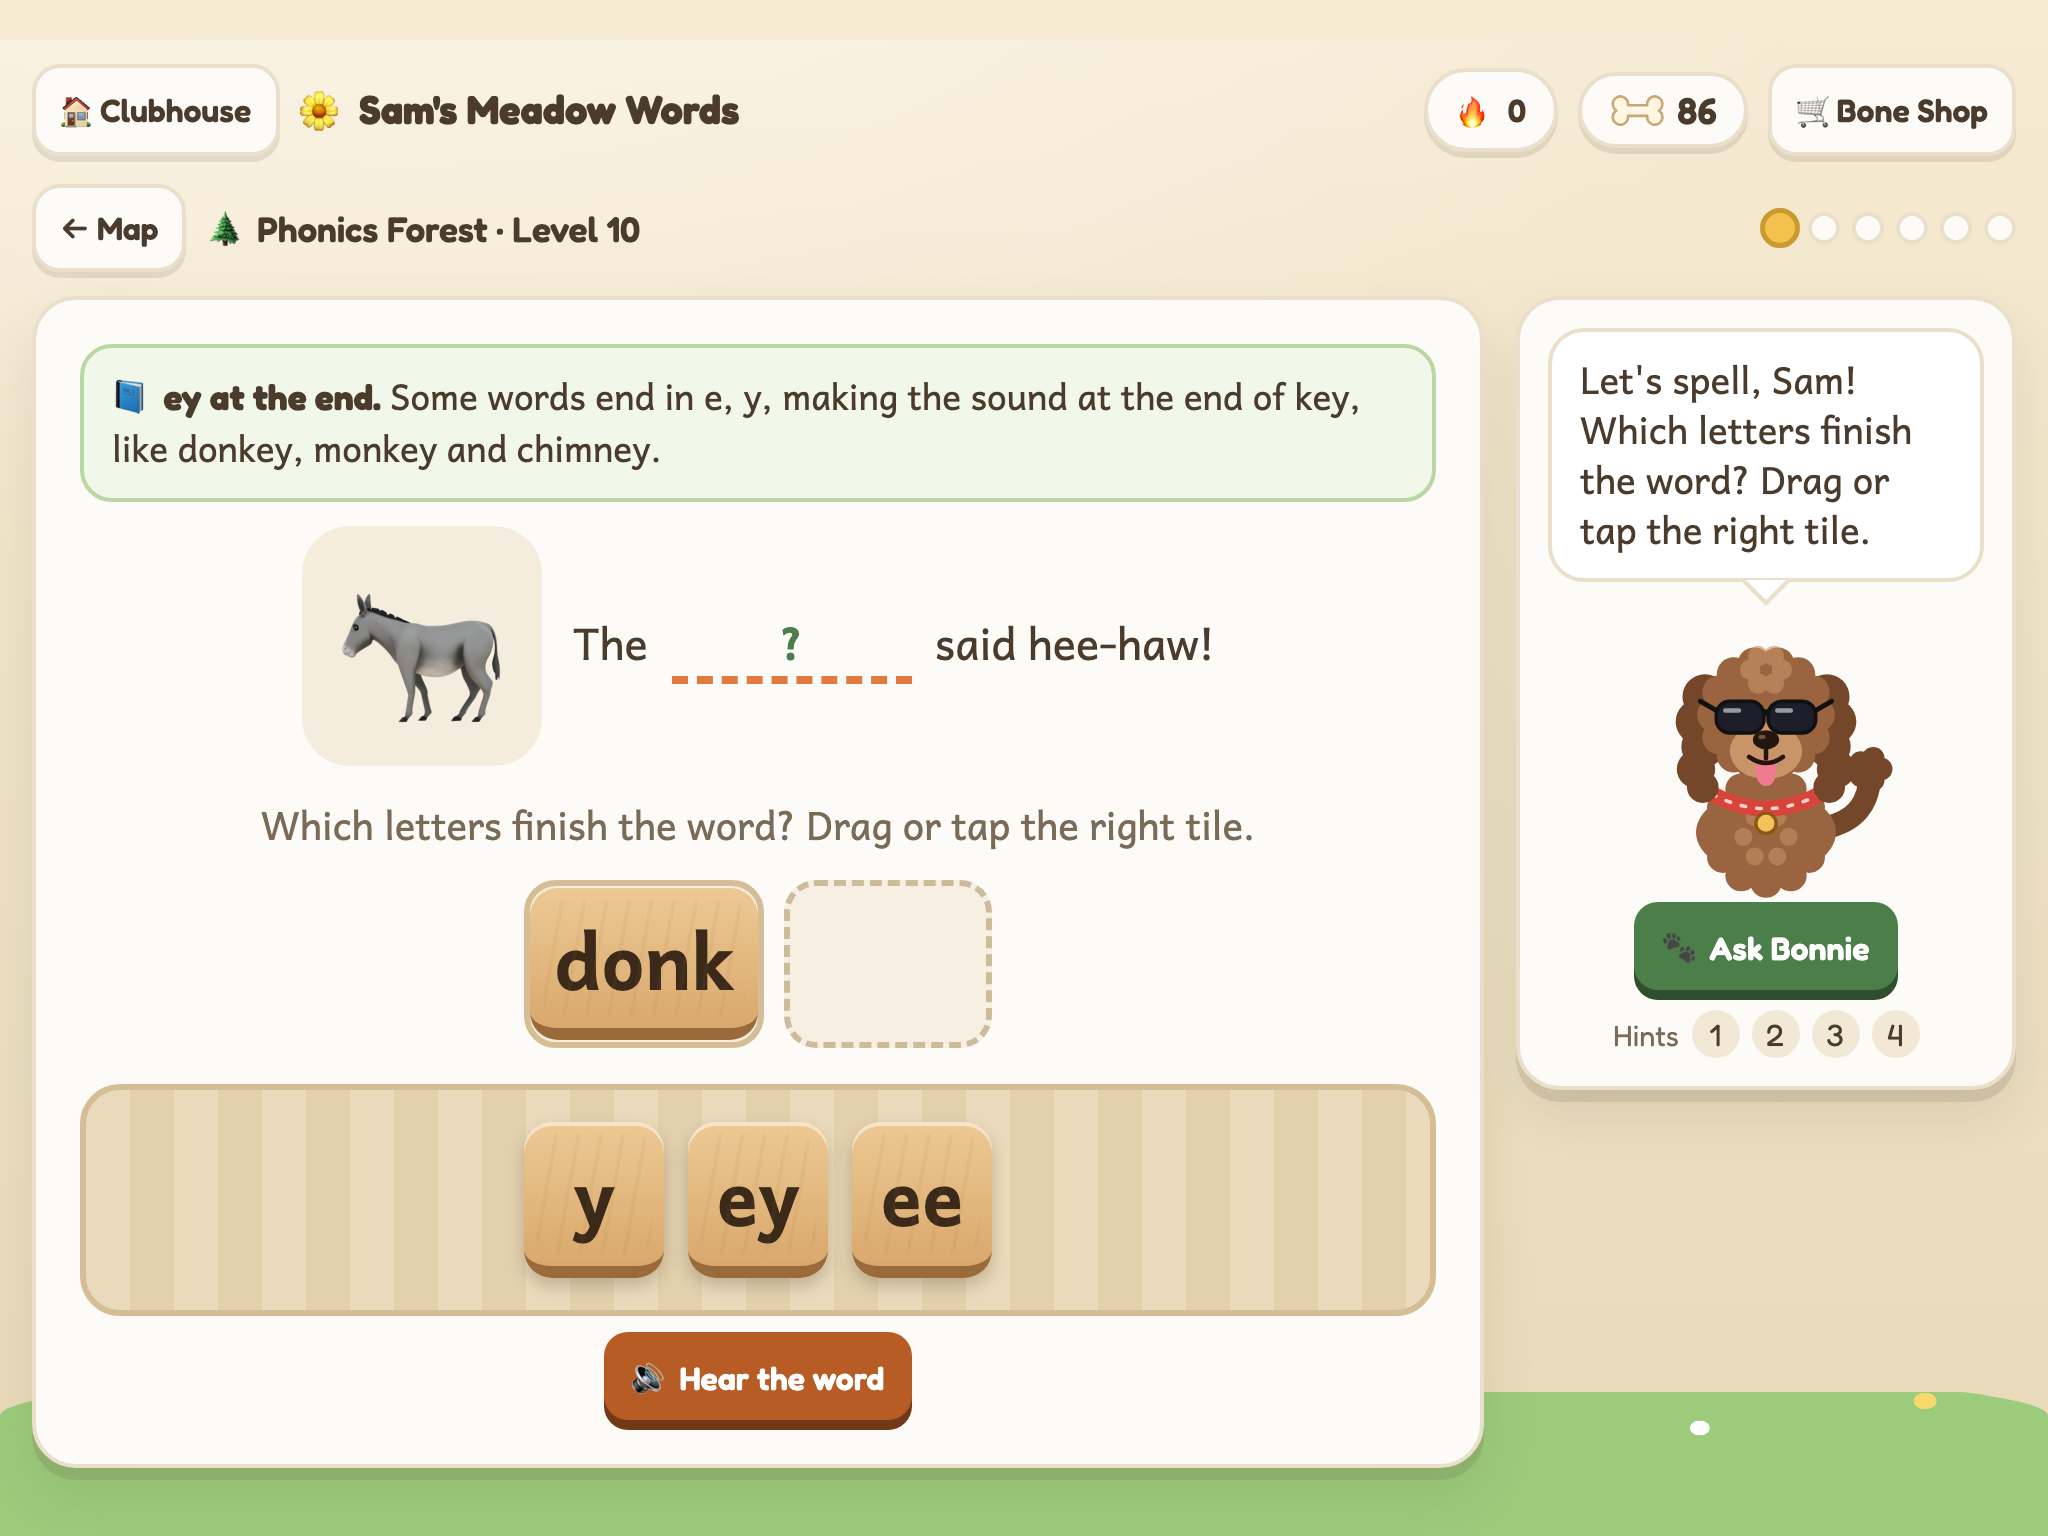 Clubhouse
Sam's Meadow Words
0
86
Bone Shop
← Map
Phonics Forest · Level 10
ey at the end. Some words end in e, y, making the sound at the end of key,
like donkey, monkey and chimney.
The ? said hee-haw!
Which letters finish the word? Drag or tap the right tile.
donk
y ey ee
Hear the word
Let's spell, Sam!
Which letters finish
the word? Drag or
tap the right tile.
Ask Bonnie
Hints 1 2 3 4